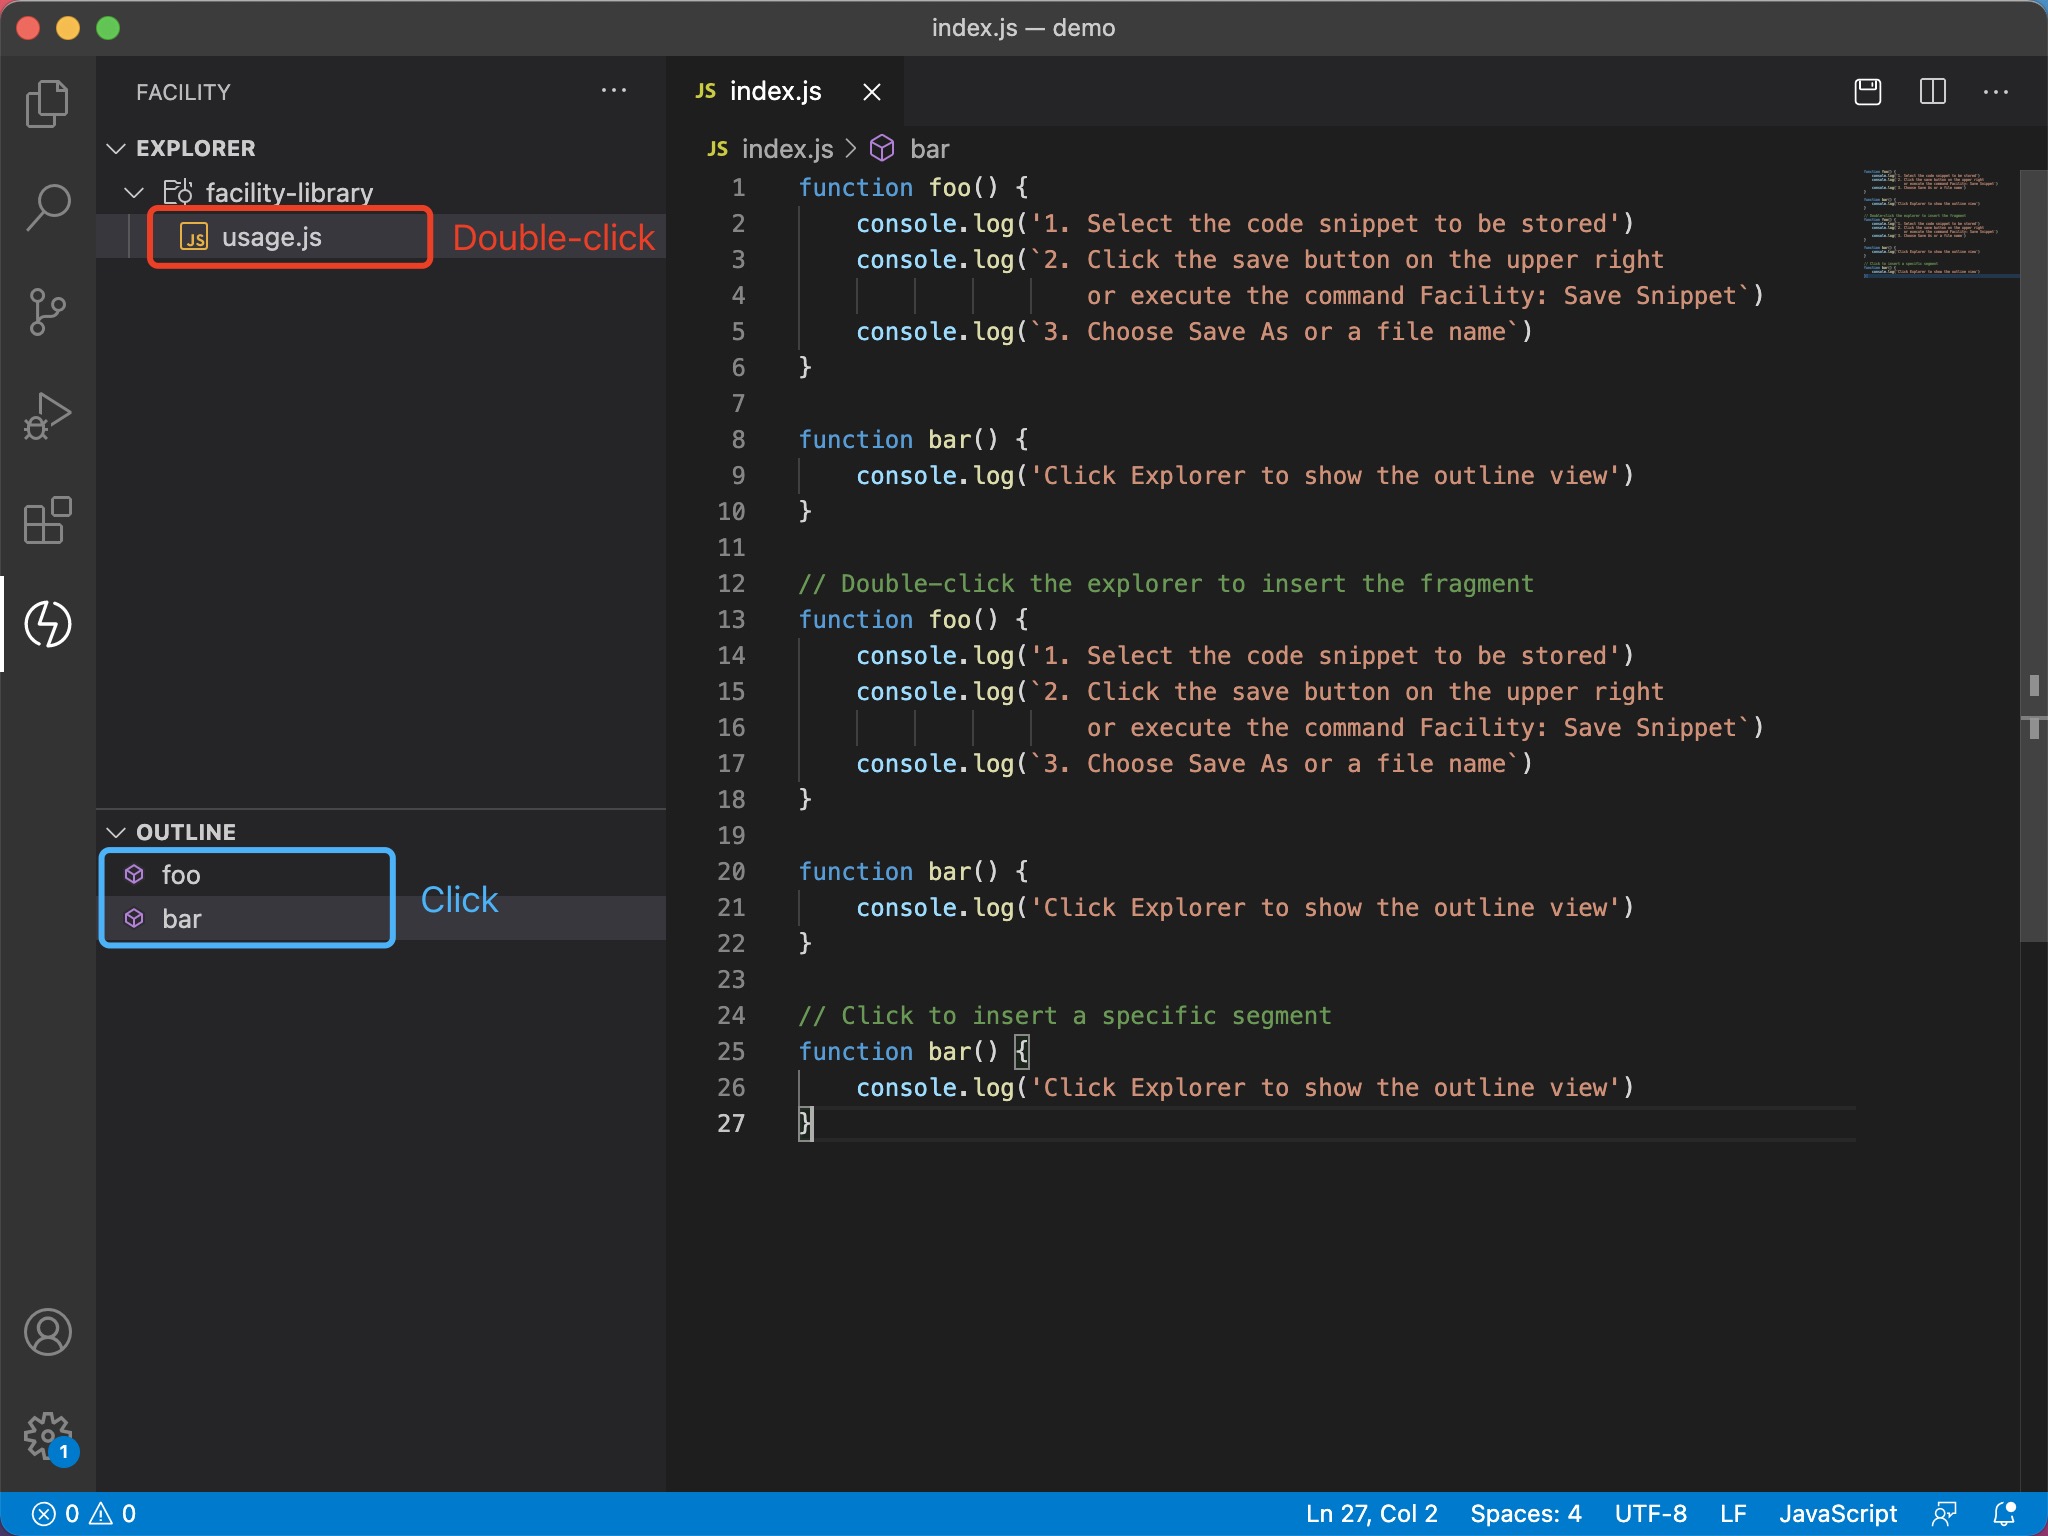 index.js — demo
FACILITY
EXPLORER
facility-library
JS usage.js
Double-click
OUTLINE
foo
bar
Click
JS index.js
JS index.js > bar
1 function foo() {
2     console.log('1. Select the code snippet to be stored')
3     console.log(`2. Click the save button on the upper right
4                     or execute the command Facility: Save Snippet`)
5     console.log(`3. Choose Save As or a file name`)
6 }
7
8 function bar() {
9     console.log('Click Explorer to show the outline view')
10 }
11
12 // Double-click the explorer to insert the fragment
13 function foo() {
14     console.log('1. Select the code snippet to be stored')
15     console.log(`2. Click the save button on the upper right
16                     or execute the command Facility: Save Snippet`)
17     console.log(`3. Choose Save As or a file name`)
18 }
19
20 function bar() {
21     console.log('Click Explorer to show the outline view')
22 }
23
24 // Click to insert a specific segment
25 function bar() {
26     console.log('Click Explorer to show the outline view')
27 }
1
0 0
Ln 27, Col 2 Spaces: 4 UTF-8 LF JavaScript